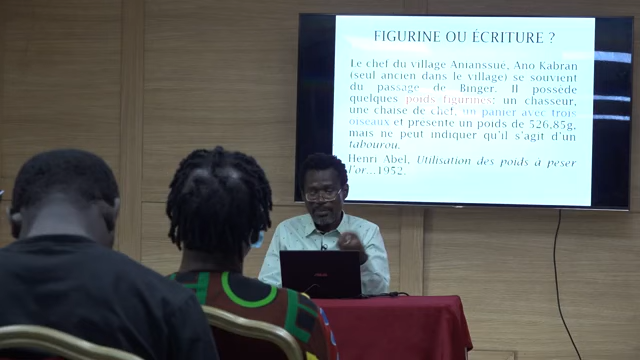 FIGURINE OU ÉCRITURE ?
Le chef du village Anianssue, Ano Kabran
(seul ancien dans le village) se souvient
du passage de Binger. Il possède
quelques poids figurines: un chasseur,
une chaise de chef, un panier avec trois
oiseaux et présente un poids de 526,85g,
mais ne peut indiquer qu'il s'agit d'un
tabourou.
Henri Abel, Utilisation des poids à peser
l'or...1952.